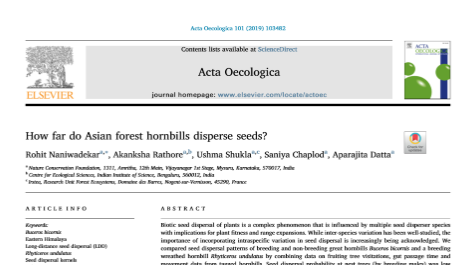 Acta Oecologica 101 (2019) 103482
Contents lists available at ScienceDirect
Acta Oecologica
journal homepage: www.elsevier.com/locate/actoec
ELSEVIER
ACTA
OECOLOGICA
How far do Asian forest hornbills disperse seeds?
Rohit Naniwadekar a,*, Akanksha Rathore a,b, Ushma Shukla a,c, Saniya Chaplod a, Aparajita Datta a
a Nature Conservation Foundation, 1311, Amritha, 12th Main, Vijayanagar 1st Stage, Mysuru, Karnataka, 570017, India
b Centre for Ecological Sciences, Indian Institute of Science, Bengaluru, 560012, India
c Irstea, Research Unit Forest Ecosystems, Domaine des Barres, Nogent-sur-Vernisson, 45290, France
ARTICLE INFO
Keywords:
Buceros bicornis
Eastern Himalaya
Long-distance seed dispersal (LDD)
Rhyticeros undulatus
Seed dispersal kernels
ABSTRACT
Biotic seed dispersal of plants is a complex phenomenon that is influenced by multiple seed disperser species
with implications for plant fitness and range expansions. While inter-species variation has been well-studied, the
importance of incorporating intraspecific variation in seed dispersal is increasingly being acknowledged. We
compared seed dispersal patterns of breeding and non-breeding great hornbills Buceros bicornis and a breeding
wreathed hornbill Rhyticeros undulatus by combining data on fruiting tree visitations, gut passage time and
movement data from tagged hornbills. Seed dispersal probability at nest trees (by breeding males) was low